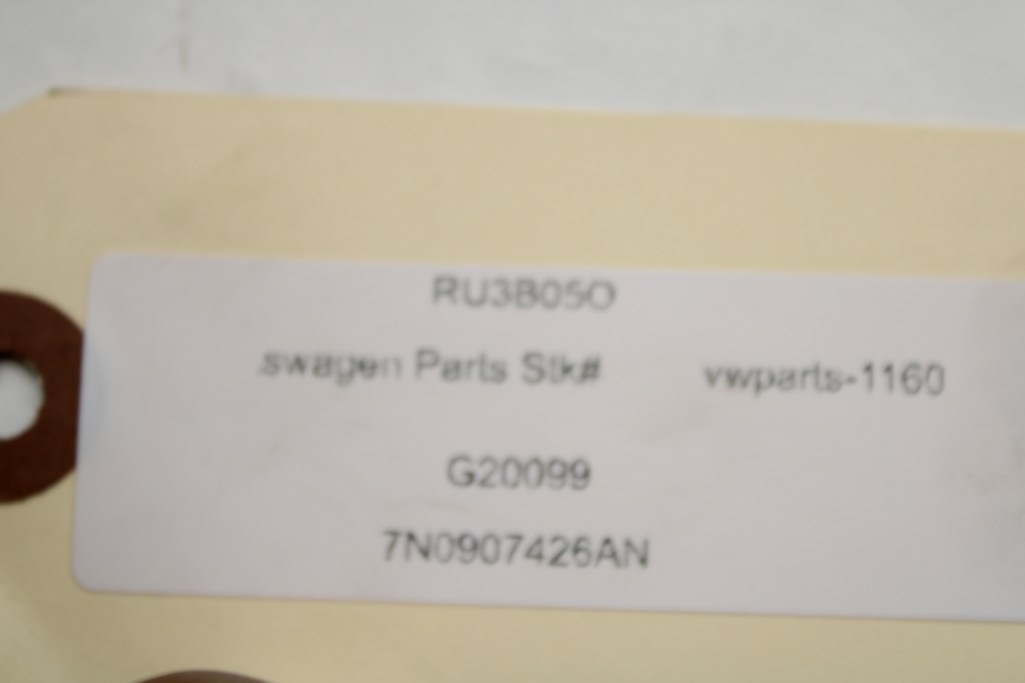 RU3B05O
.swagen Parts Stk# vwparts-1160
G20099
7N0907426AN